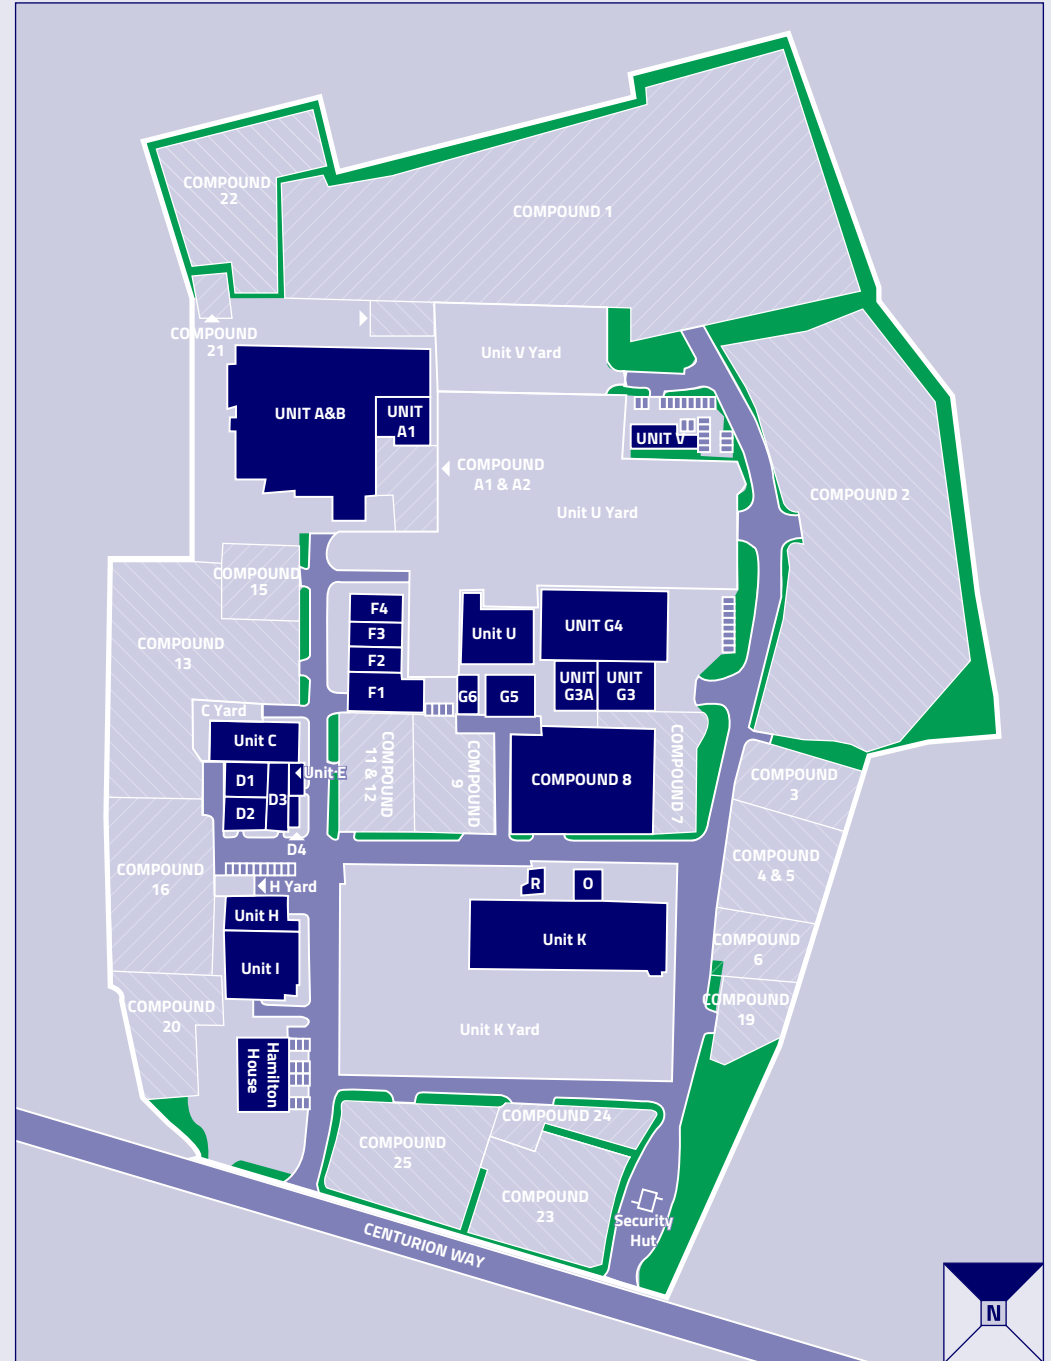 COMPOUND
22
COMPOUND 1
COMPOUND
21
Unit V Yard
UNIT A&B
UNIT
A1
UNIT V
COMPOUND
A1 & A2
COMPOUND 2
Unit U Yard
COMPOUND
15
F4
F3
F2
F1
Unit U
UNIT G4
COMPOUND
13
UNIT
G3A
UNIT
G3
G6
G5
C Yard
Unit C
Unit E
D1
D2
D3
D4
COMPOUND
11 & 12
COMPOUND
9
COMPOUND 8
COMPOUND 7
COMPOUND
3
COMPOUND
4 & 5
COMPOUND
16
H Yard
R
O
Unit H
Unit K
Unit I
COMPOUND
6
COMPOUND
19
COMPOUND
20
Unit K Yard
Hamilton
House
COMPOUND 24
COMPOUND
25
COMPOUND
23
Security
Hut
CENTURION WAY
N